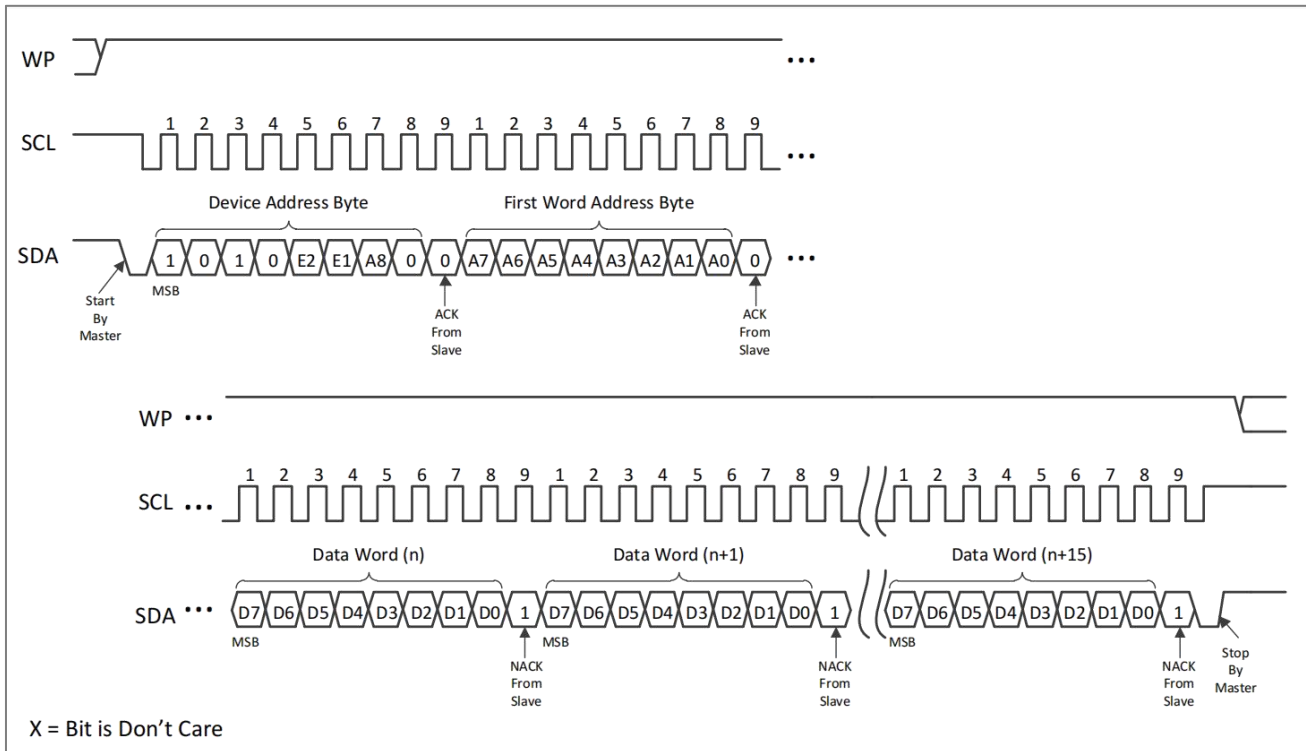 WP
...
1 2 3 4 5 6 7 8 9 1 2 3 4 5 6 7 8 9
SCL
...
Device Address Byte First Word Address Byte
SDA 1 0 1 0 E2 E1 A8 0 0 A7 A6 A5 A4 A3 A2 A1 A0 0 ...
MSB
Start
By
Master
ACK
From
Slave
ACK
From
Slave
WP ...
1 2 3 4 5 6 7 8 9 1 2 3 4 5 6 7 8 9 1 2 3 4 5 6 7 8 9
SCL ...
Data Word (n) Data Word (n+1) Data Word (n+15)
SDA ... D7 D6 D5 D4 D3 D2 D1 D0 1 D7 D6 D5 D4 D3 D2 D1 D0 1 D7 D6 D5 D4 D3 D2 D1 D0 1
MSB MSB MSB
NACK
From
Slave
NACK
From
Slave
NACK
From
Slave
Stop
By
Master
X = Bit is Don’t Care